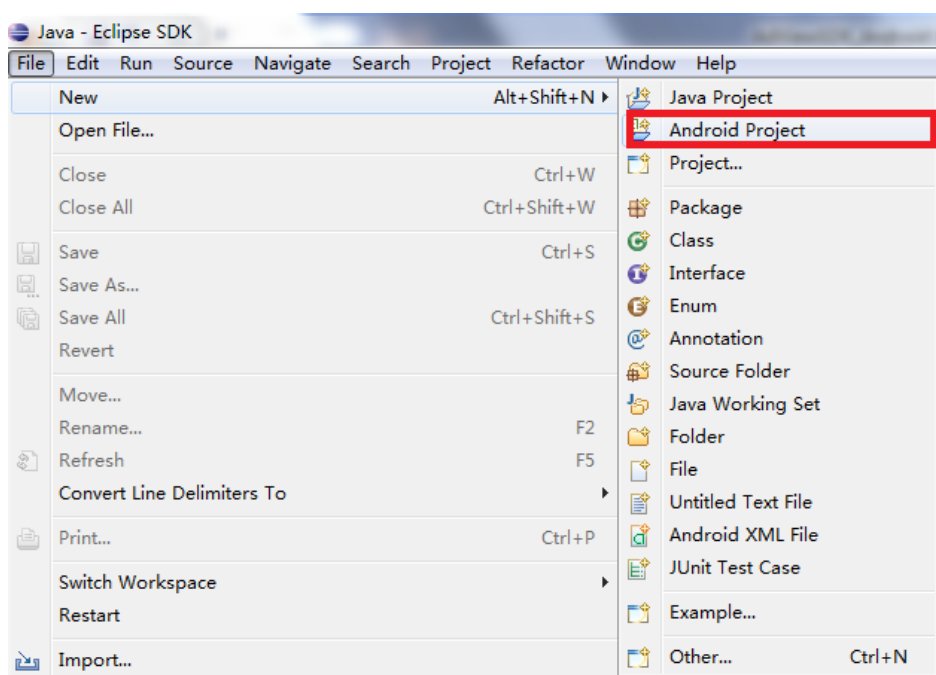 Java - Eclipse SDK
File Edit Run Source Navigate Search Project Refactor Window Help
New Alt+Shift+N
Open File...
Close Ctrl+W
Close All Ctrl+Shift+W
Save Ctrl+S
Save As...
Save All Ctrl+Shift+S
Revert
Move...
Rename... F2
Refresh F5
Convert Line Delimiters To
Print... Ctrl+P
Switch Workspace
Restart
Import...
Java Project
Android Project
Project...
Package
Class
Interface
Enum
Annotation
Source Folder
Java Working Set
Folder
File
Untitled Text File
Android XML File
JUnit Test Case
Example...
Other... Ctrl+N